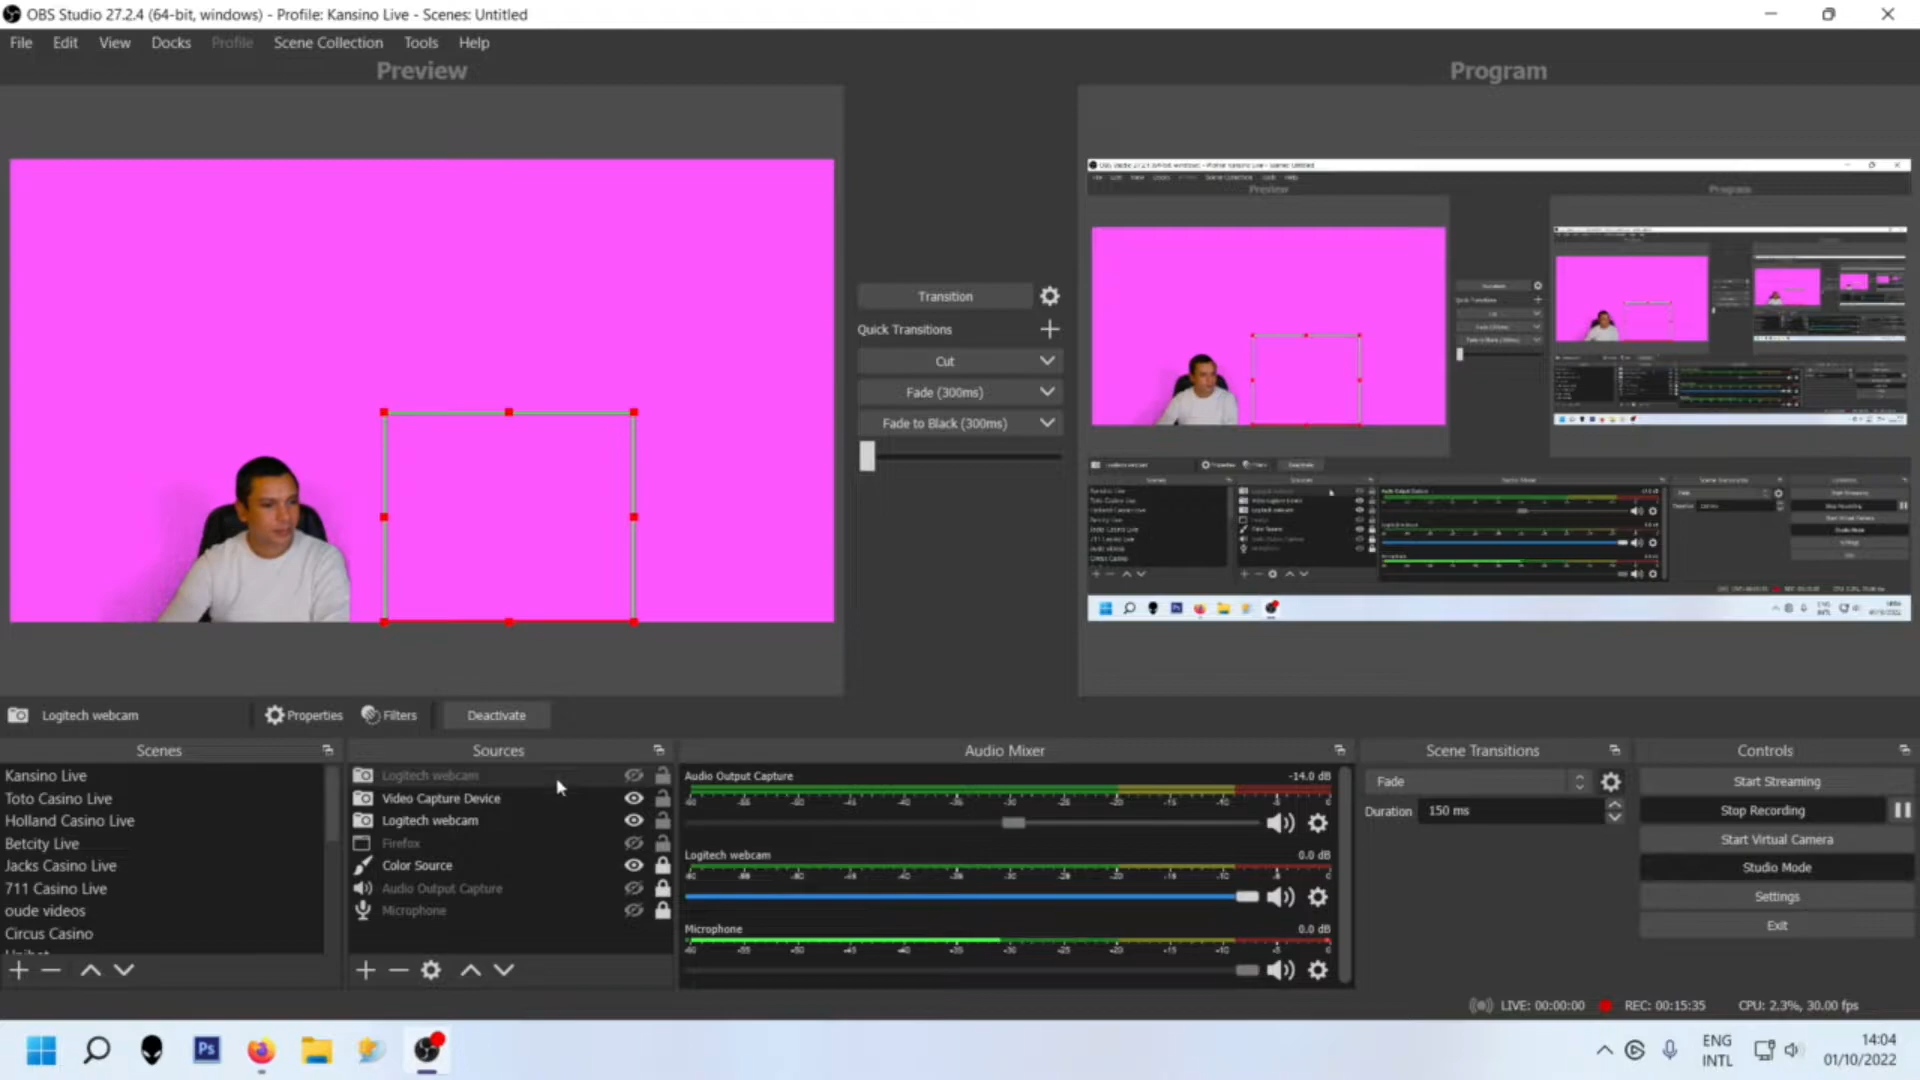 OBS Studio 27.2.4 (64-bit, windows) - Profile: Kansino Live - Scenes: Untitled
File Edit View Docks Profile Scene Collection Tools Help
Preview
Program
Transition
Quick Transitions
Cut
Fade (300ms)
Fade to Black (300ms)
Logitech webcam
Properties
Filters
Deactivate
Scenes
Kansino Live
Toto Casino Live
Holland Casino Live
Betcity Live
Jacks Casino Live
711 Casino Live
oude videos
Circus Casino
Sources
Logitech webcam
Video Capture Device
Logitech webcam
Firefox
Color Source
Audio Output Capture
Microphone
Audio Mixer
Audio Output Capture -14.0 dB
Logitech webcam 0.0 dB
Microphone 0.0 dB
Scene Transitions
Fade
Duration 150 ms
Controls
Start Streaming
Stop Recording
Start Virtual Camera
Studio Mode
Settings
Exit
LIVE: 00:00:00 REC: 00:15:35 CPU: 2.3%, 30.00 fps
Ps
ENG
INTL
14:04
01/10/2022